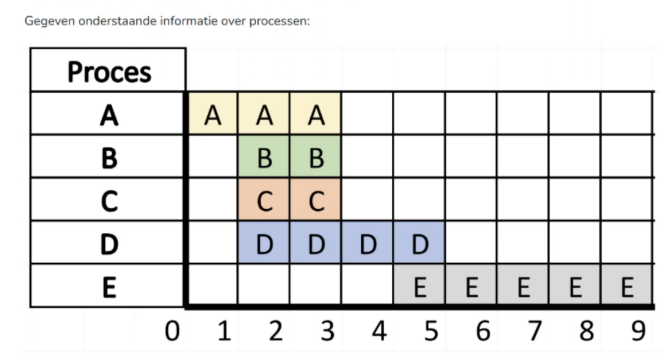 Gegeven onderstaande informatie over processen:
Proces
A A A A
B B B
C C C
D D D D D
E E E E E E
0 1 2 3 4 5 6 7 8 9